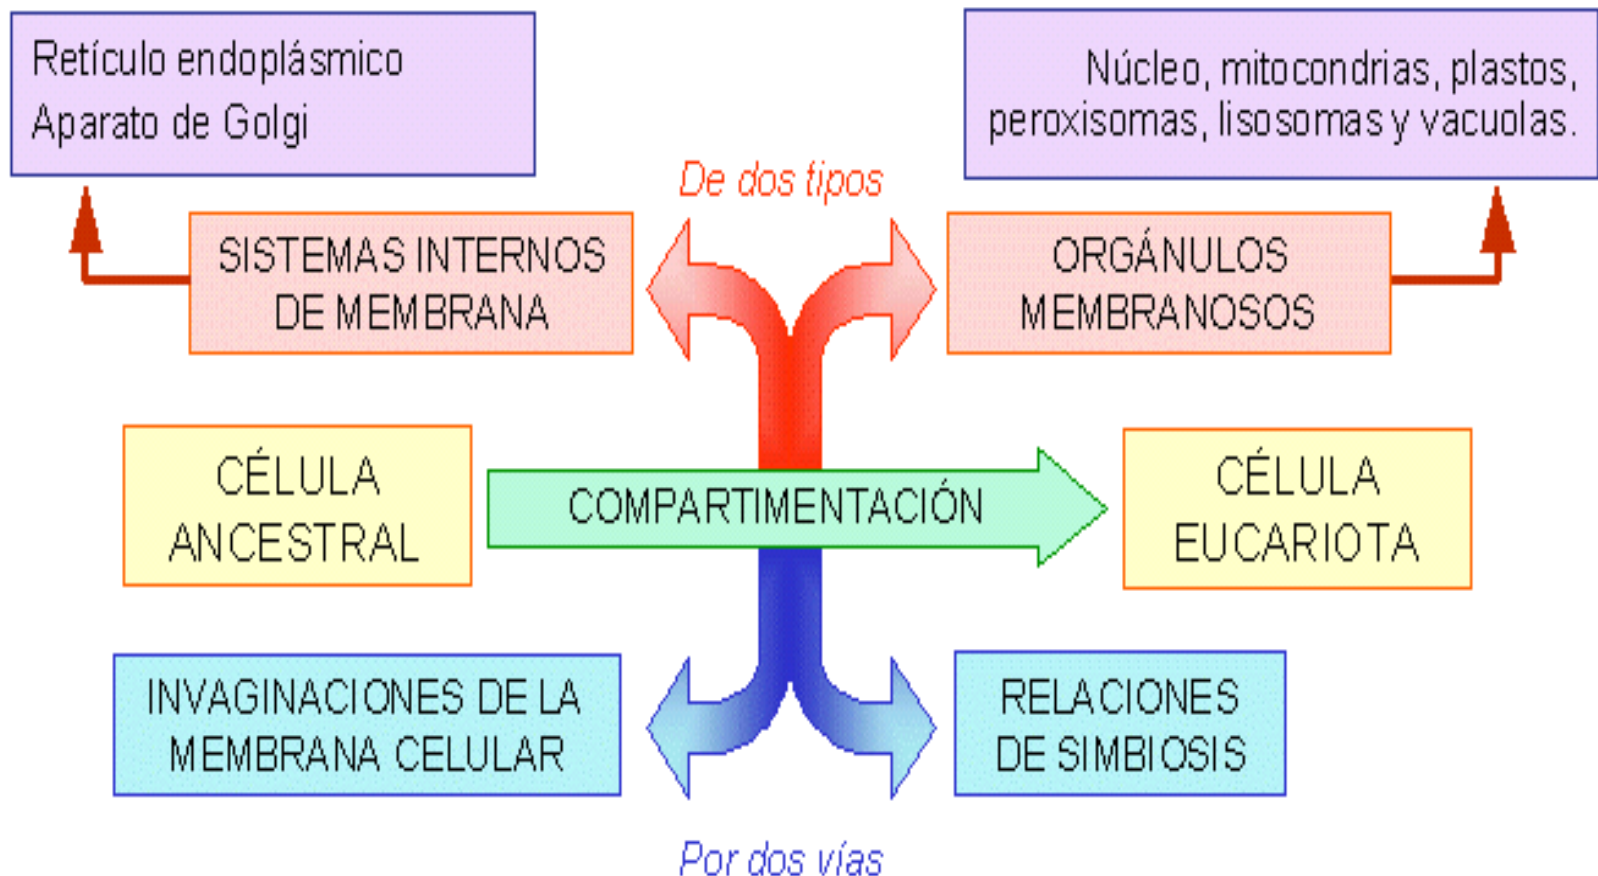 Retículo endoplásmico
Aparato de Golgi
Núcleo, mitocondrias, plastos,
peroxisomas, lisosomas y vacuolas.
De dos tipos
SISTEMAS INTERNOS
DE MEMBRANA
ORGÁNULOS
MEMBRANOSOS
CÉLULA
ANCESTRAL
COMPARTIMENTACIÓN
CÉLULA
EUCARIOTA
INVAGINACIONES DE LA
MEMBRANA CELULAR
RELACIONES
DE SIMBIOSIS
Por dos vías